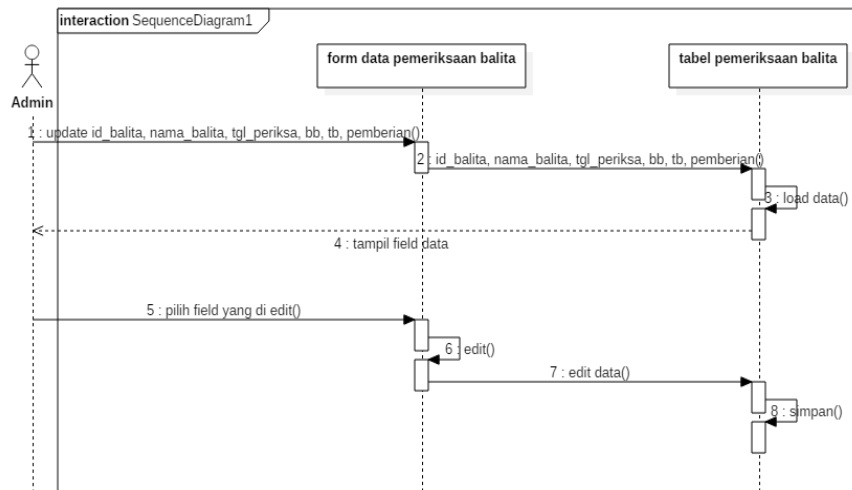 interaction SequenceDiagram1
form data pemeriksaan balita
tabel pemeriksaan balita
Admin
1 : update id_balita, nama_balita, tgl_periksa, bb, tb, pemberian()
2 : id_balita, nama_balita, tgl_periksa, bb, tb, pemberian()
3 : load data()
4 : tampil field data
5 : pilih field yang di edit()
6 : edit()
7 : edit data()
8 : simpan()